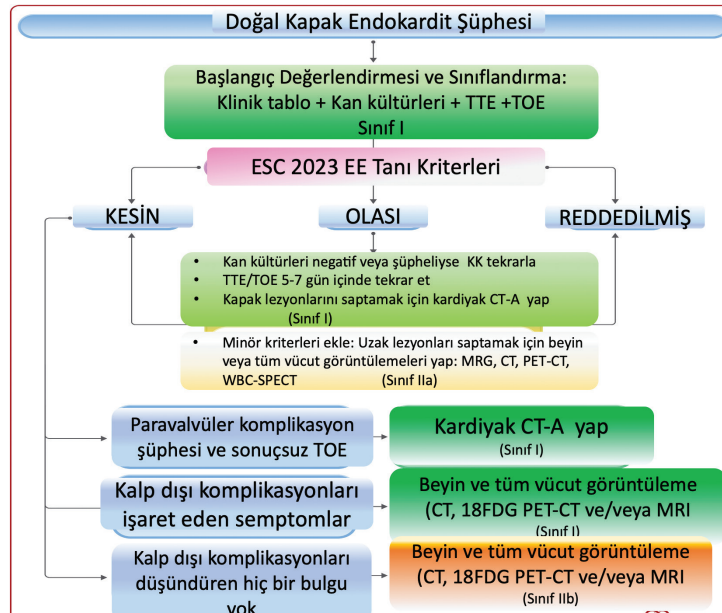 Doğal Kapak Endokardit Şüphesi
Başlangıç Değerlendirmesi ve Sınıflandırma:
Klinik tablo + Kan kültürleri + TTE +TOE
Sınıf I
ESC 2023 EE Tanı Kriterleri
KESİN
OLASI
REDDEDİLMİŞ
• Kan kültürleri negatif veya şüpheliyse KK tekrarla
• TTE/TOE 5-7 gün içinde tekrar et
• Kapak lezyonlarını saptamak için kardiyak CT-A yap
(Sınıf I)
• Minör kriterleri ekle: Uzak lezyonları saptamak için beyin
veya tüm vücut görüntülemeleri yap: MRG, CT, PET-CT,
WBC-SPECT (Sınıf IIa)
Paravalvüler komplikasyon
şüphesi ve sonuçsuz TOE
Kardiyak CT-A yap
(Sınıf I)
Kalp dışı komplikasyonları
işaret eden semptomlar
Beyin ve tüm vücut görüntüleme
(CT, 18FDG PET-CT ve/veya MRI
(Sınıf I)
Kalp dışı komplikasyonları
düşündüren hiç bir bulgu
yok
Beyin ve tüm vücut görüntüleme
(CT, 18FDG PET-CT ve/veya MRI
(Sınıf IIb)